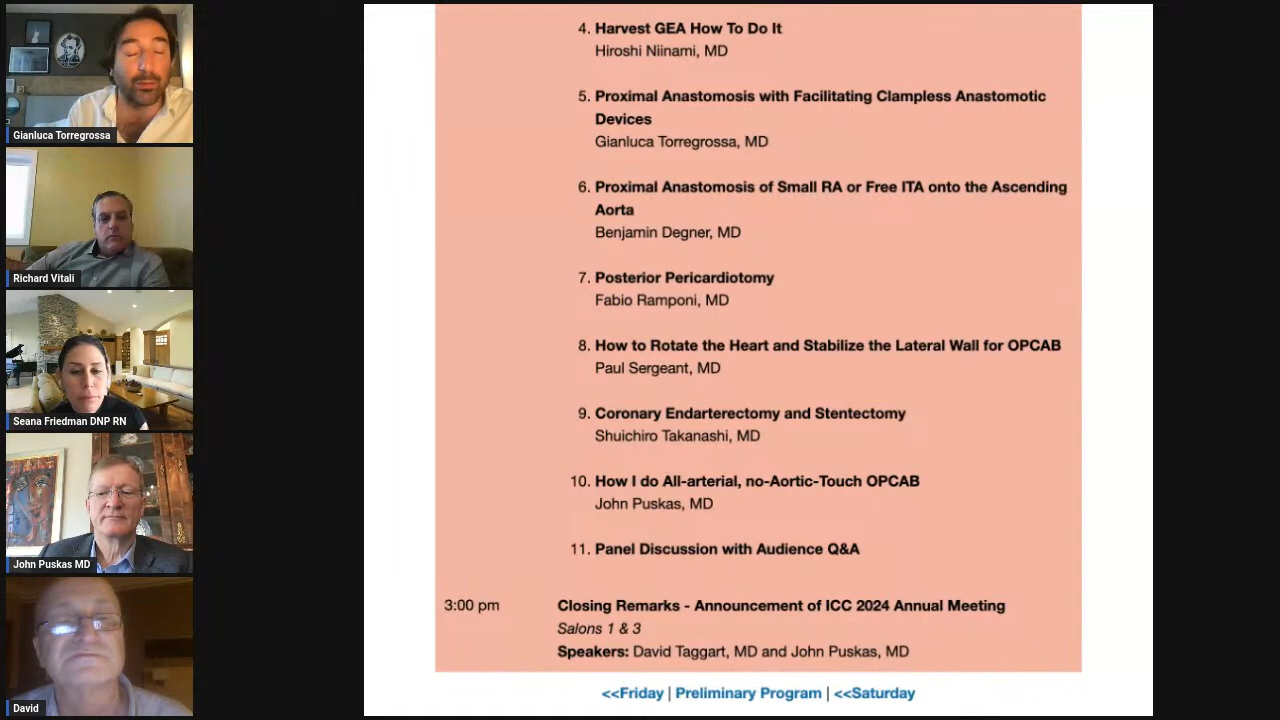 Gianluca Torregrossa
Richard Vitali
Seana Friedman DNP RN
John Puskas MD
David
4. Harvest GEA How To Do It
Hiroshi Niinami, MD
5. Proximal Anastomosis with Facilitating Clampless Anastomotic
Devices
Gianluca Torregrossa, MD
6. Proximal Anastomosis of Small RA or Free ITA onto the Ascending
Aorta
Benjamin Degner, MD
7. Posterior Pericardiotomy
Fabio Ramponi, MD
8. How to Rotate the Heart and Stabilize the Lateral Wall for OPCAB
Paul Sergeant, MD
9. Coronary Endarterectomy and Stentectomy
Shuichiro Takanashi, MD
10. How I do All-arterial, no-Aortic-Touch OPCAB
John Puskas, MD
11. Panel Discussion with Audience Q&A
3:00 pm Closing Remarks - Announcement of ICC 2024 Annual Meeting
Salons 1 & 3
Speakers: David Taggart, MD and John Puskas, MD
<<Friday | Preliminary Program | <<Saturday